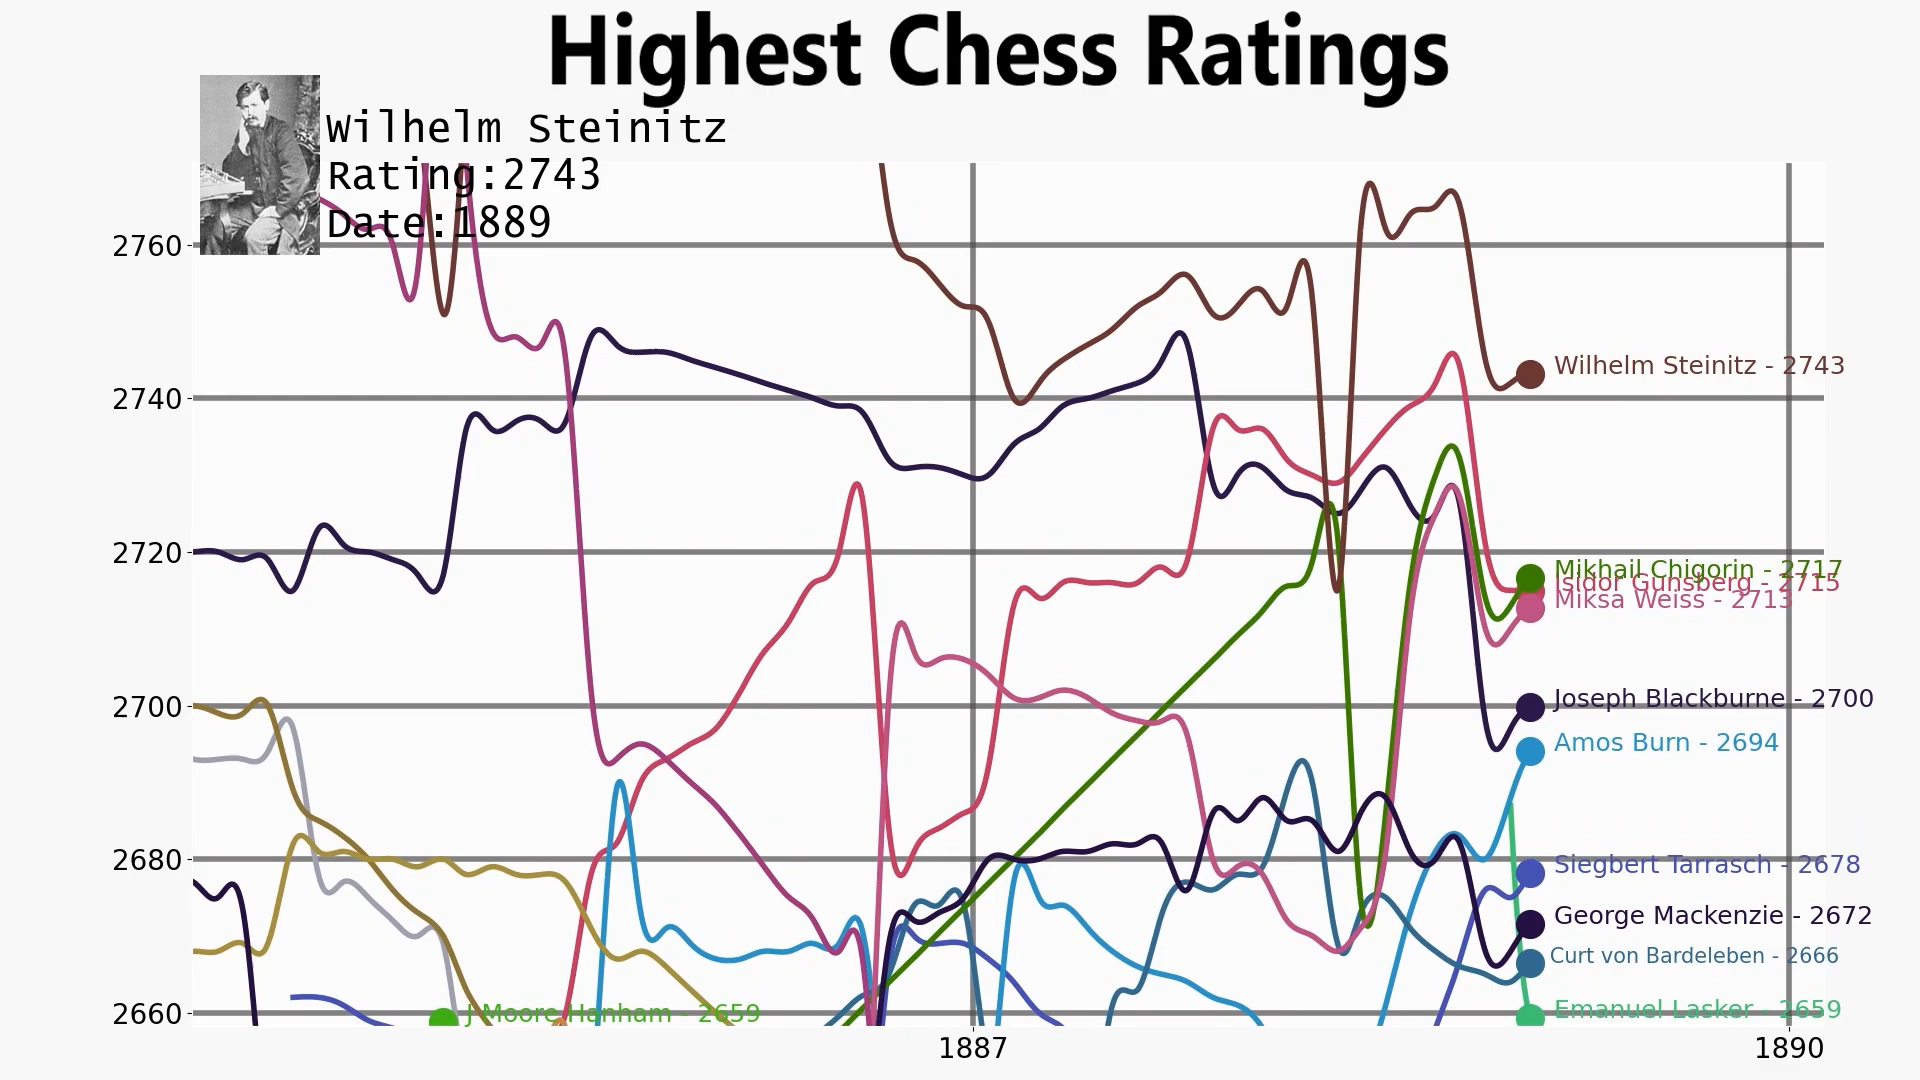 Highest Chess Ratings
Wilhelm Steinitz
Rating:2743
Date:1889
2760
2740
2720
2700
2680
2660
Wilhelm Steinitz - 2743
Mikhail Chigorin - 2717
Isidor Gunsberg - 2715
Miksa Weiss - 2713
Joseph Blackburne - 2700
Amos Burn - 2694
Siegbert Tarrasch - 2678
George Mackenzie - 2672
Curt von Bardeleben - 2666
Emanuel Lasker - 2659
J Moore Hanham - 2659
1887
1890